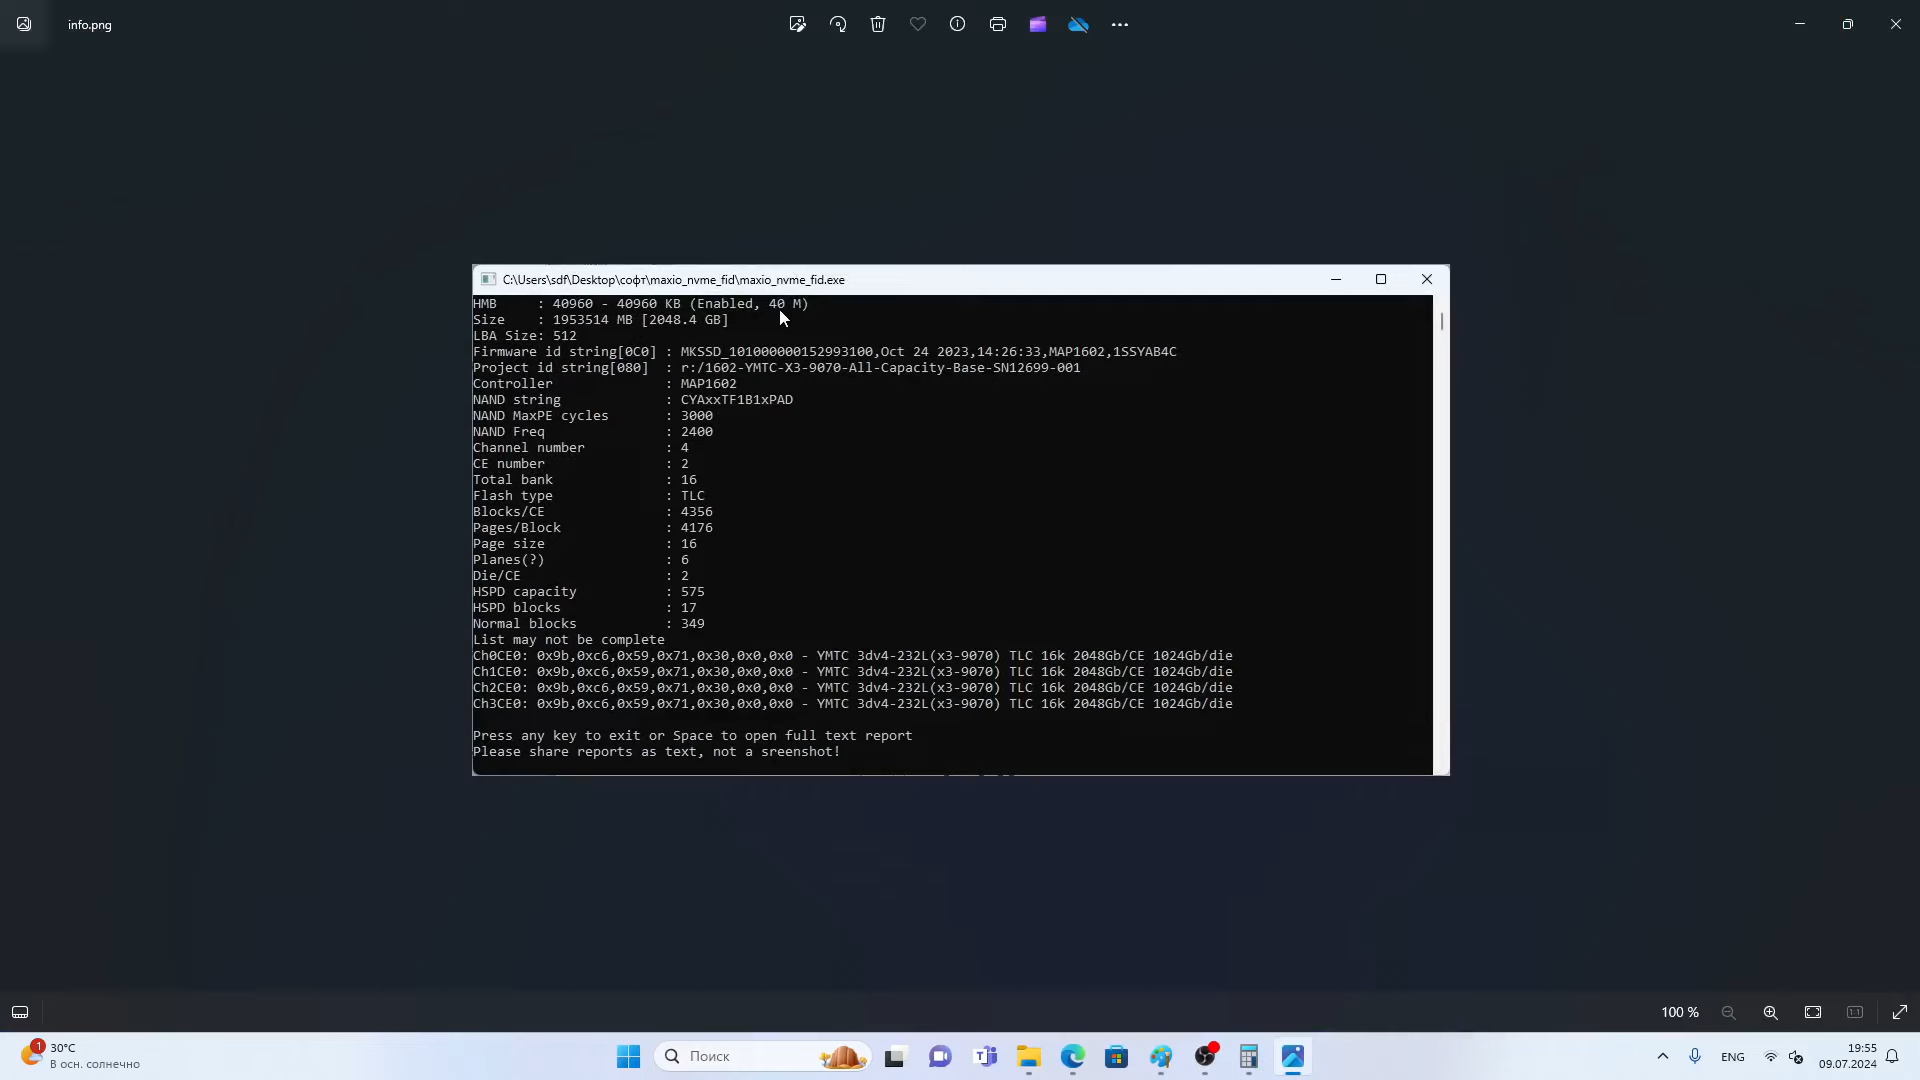 info.png
C:\Users\sdf\Desktop\софт\maxio_nvme_fid\maxio_nvme_fid.exe
HMB : 40960 - 40960 KB (Enabled, 40 M)
Size : 1953514 MB [2048.4 GB]
LBA Size: 512
Firmware id string[0C0] : MKSSD_101000000152993100,Oct 24 2023,14:26:33,MAP1602,1SSYAB4C
Project id string[080] : r:/1602-YMTC-X3-9070-All-Capacity-Base-SN12699-001
Controller : MAP1602
NAND string : CYAxxTF1B1xPAD
NAND MaxPE cycles : 3000
NAND Freq : 2400
Channel number : 4
CE number : 2
Total bank : 16
Flash type : TLC
Blocks/CE : 4356
Pages/Block : 4176
Page size : 16
Planes(?) : 6
Die/CE : 2
HSPD capacity : 575
HSPD blocks : 17
Normal blocks : 349
List may not be complete
Ch0CE0: 0x9b,0xc6,0x59,0x71,0x30,0x0,0x0 - YMTC 3dv4-232L(x3-9070) TLC 16k 2048Gb/CE 1024Gb/die
Ch1CE0: 0x9b,0xc6,0x59,0x71,0x30,0x0,0x0 - YMTC 3dv4-232L(x3-9070) TLC 16k 2048Gb/CE 1024Gb/die
Ch2CE0: 0x9b,0xc6,0x59,0x71,0x30,0x0,0x0 - YMTC 3dv4-232L(x3-9070) TLC 16k 2048Gb/CE 1024Gb/die
Ch3CE0: 0x9b,0xc6,0x59,0x71,0x30,0x0,0x0 - YMTC 3dv4-232L(x3-9070) TLC 16k 2048Gb/CE 1024Gb/die
Press any key to exit or Space to open full text report
Please share reports as text, not a sreenshot!
100 %
1:1
1
30°C
В осн. солнечно
Поиск
ENG
19:55
09.07.2024